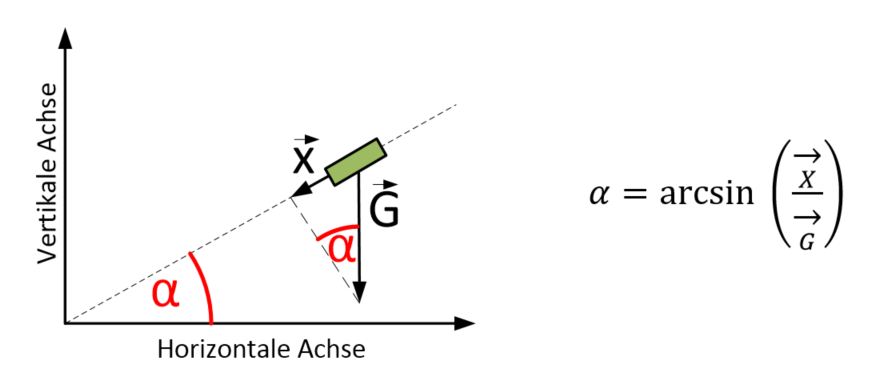 Vertikale Achse
x⃗
G⃗
α
α
Horizontale Achse
α = arcsin (X⃗ / G⃗)